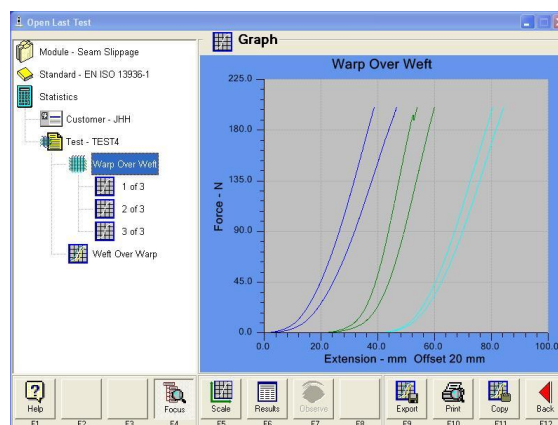 Open Last Test
Module - Seam Slippage
Standard - EN ISO 13936-1
Statistics
Customer - JHH
Test - TEST4
Warp Over Weft
1 of 3
2 of 3
3 of 3
Weft Over Warp
Graph
Warp Over Weft
225.0
180.0
135.0
90.0
45.0
0.0
Force - N
0.0 20.0 40.0 60.0 80.0 100.0
Extension - mm Offset 20 mm
Help Focus Scale Results Observe Export Print Copy Back
F1 F2 F3 F4 F5 F6 F7 F8 F9 F10 F11 F12